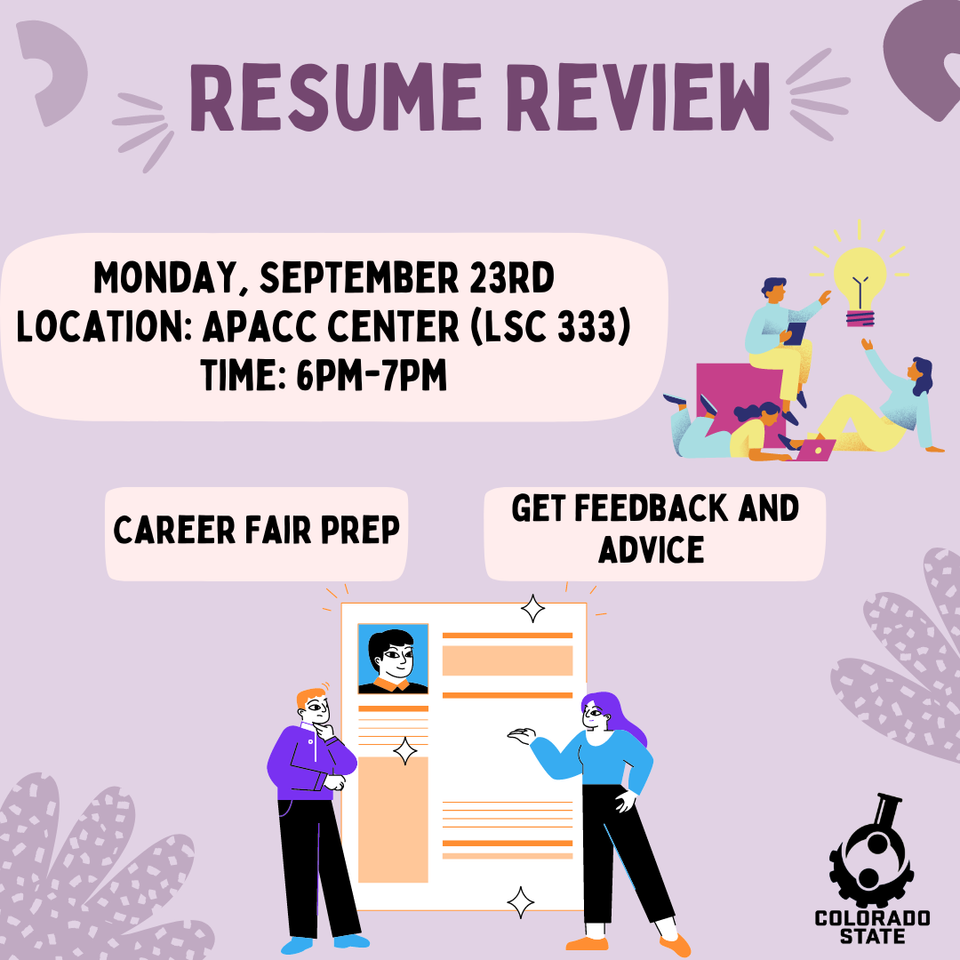 RESUME REVIEW
MONDAY, SEPTEMBER 23RD
LOCATION: APACC CENTER (LSC 333)
TIME: 6PM-7PM
CAREER FAIR PREP
GET FEEDBACK AND
ADVICE
COLORADO
STATE